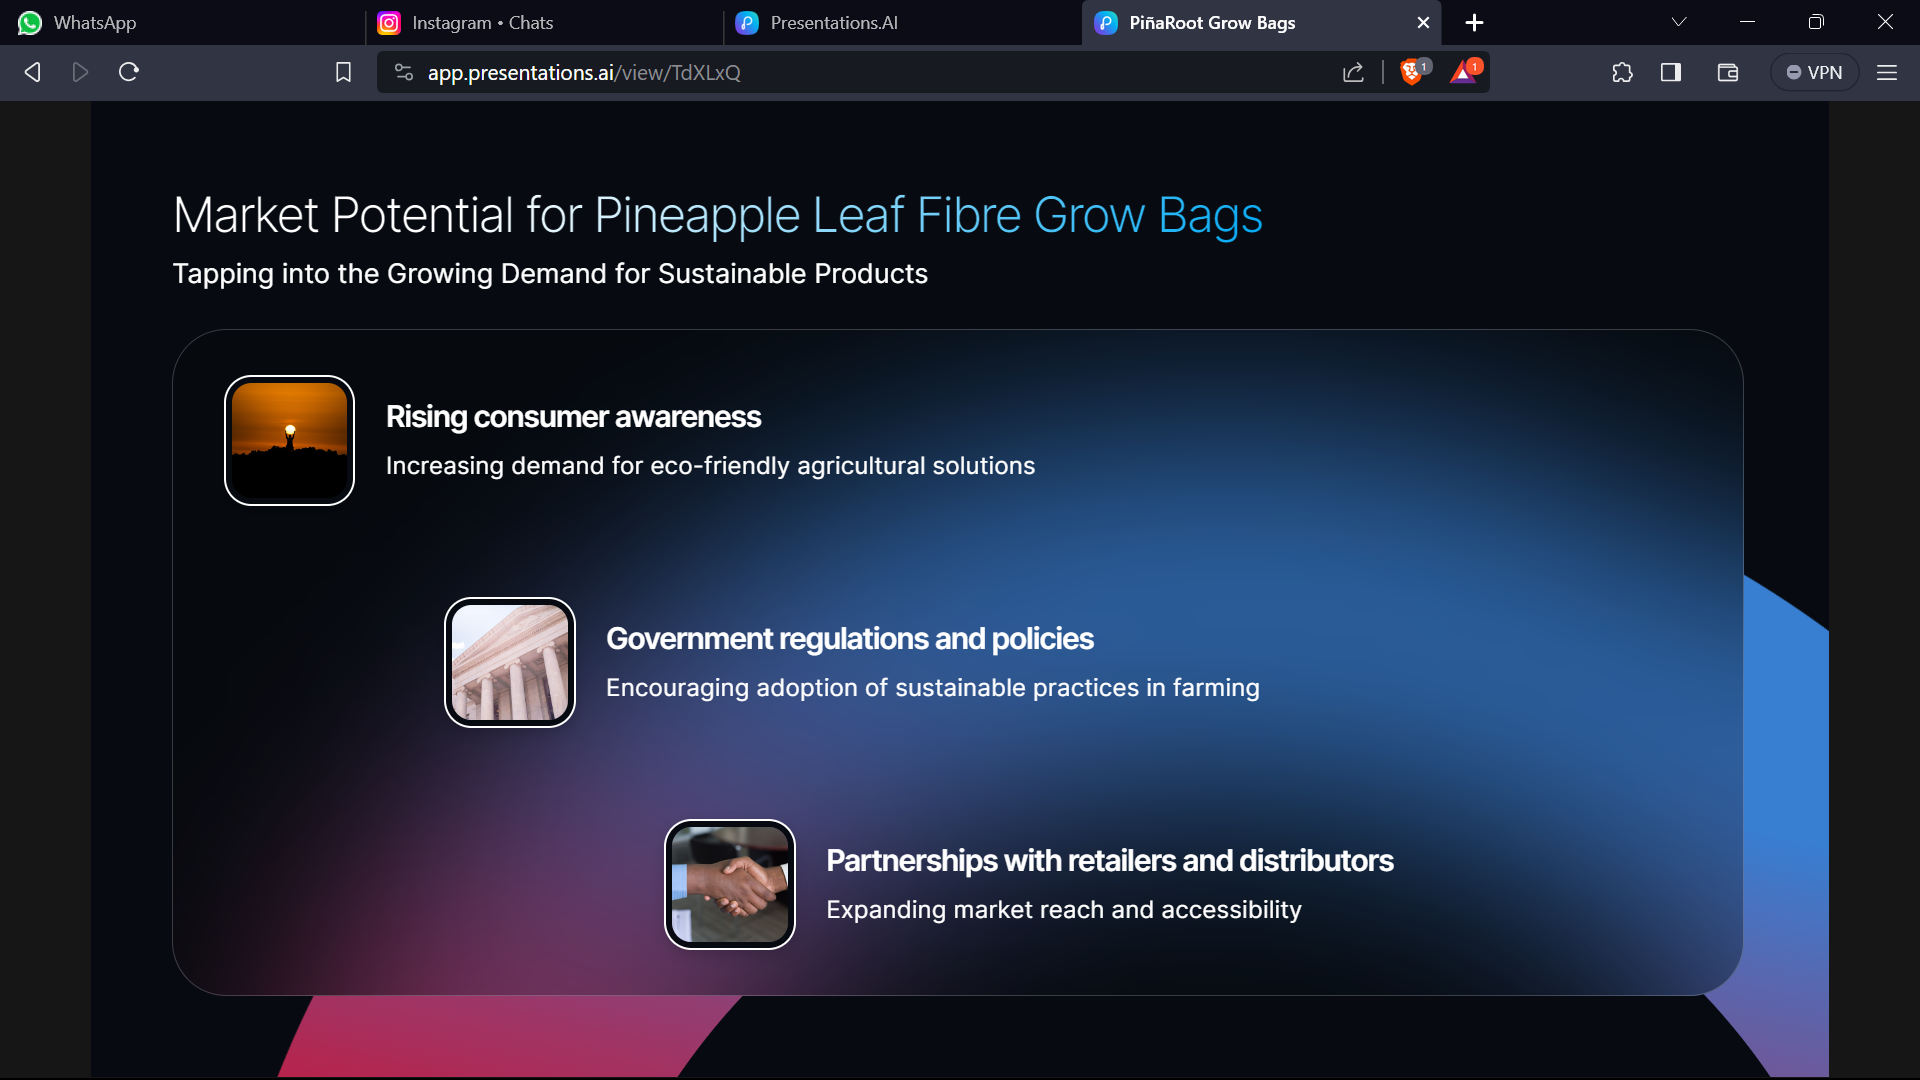 WhatsApp
Instagram • Chats
Presentations.AI
PiñaRoot Grow Bags
app.presentations.ai/view/TdXLxQ
1
1
VPN
Market Potential for Pineapple Leaf Fibre Grow Bags
Tapping into the Growing Demand for Sustainable Products
Rising consumer awareness
Increasing demand for eco-friendly agricultural solutions
Government regulations and policies
Encouraging adoption of sustainable practices in farming
Partnerships with retailers and distributors
Expanding market reach and accessibility